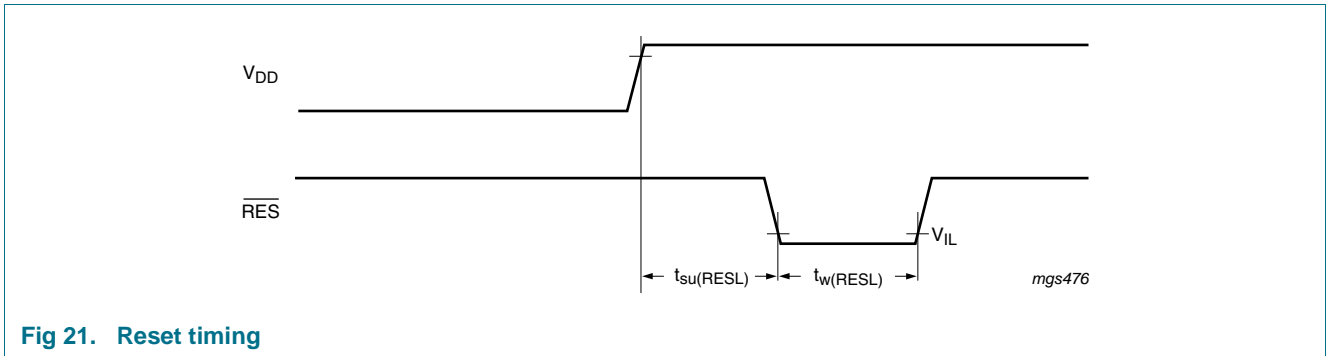 VDD
RES
VIL
tsu(RESL) tw(RESL) mgs476
Fig 21. Reset timing